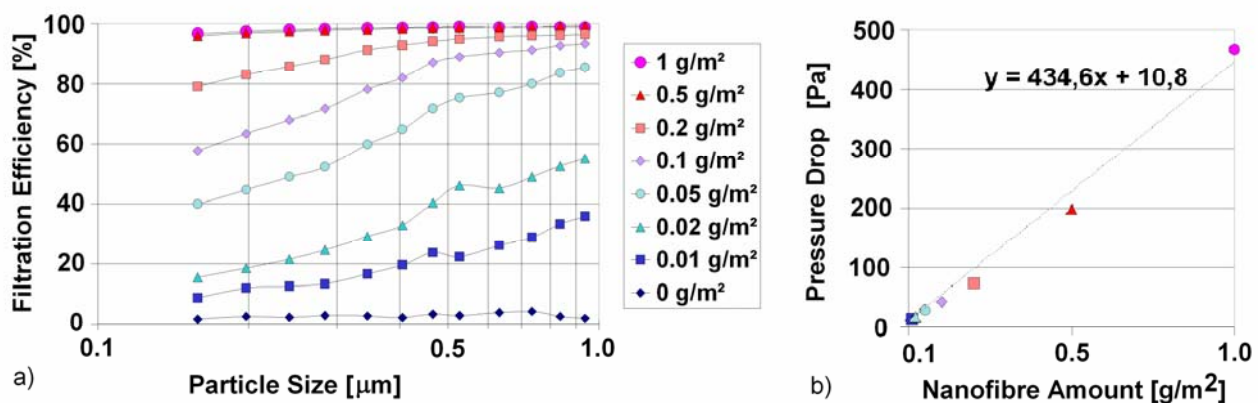 Filtration Efficiency [%]
100
80
60
40
20
0
0.1
0.5
1.0
Particle Size [μm]
a)
1 g/m²
0.5 g/m²
0.2 g/m²
0.1 g/m²
0.05 g/m²
0.02 g/m²
0.01 g/m²
0 g/m²
Pressure Drop [Pa]
500
400
300
200
100
0
y = 434,6x + 10,8
0.1
0.5
1.0
Nanofibre Amount [g/m²]
b)